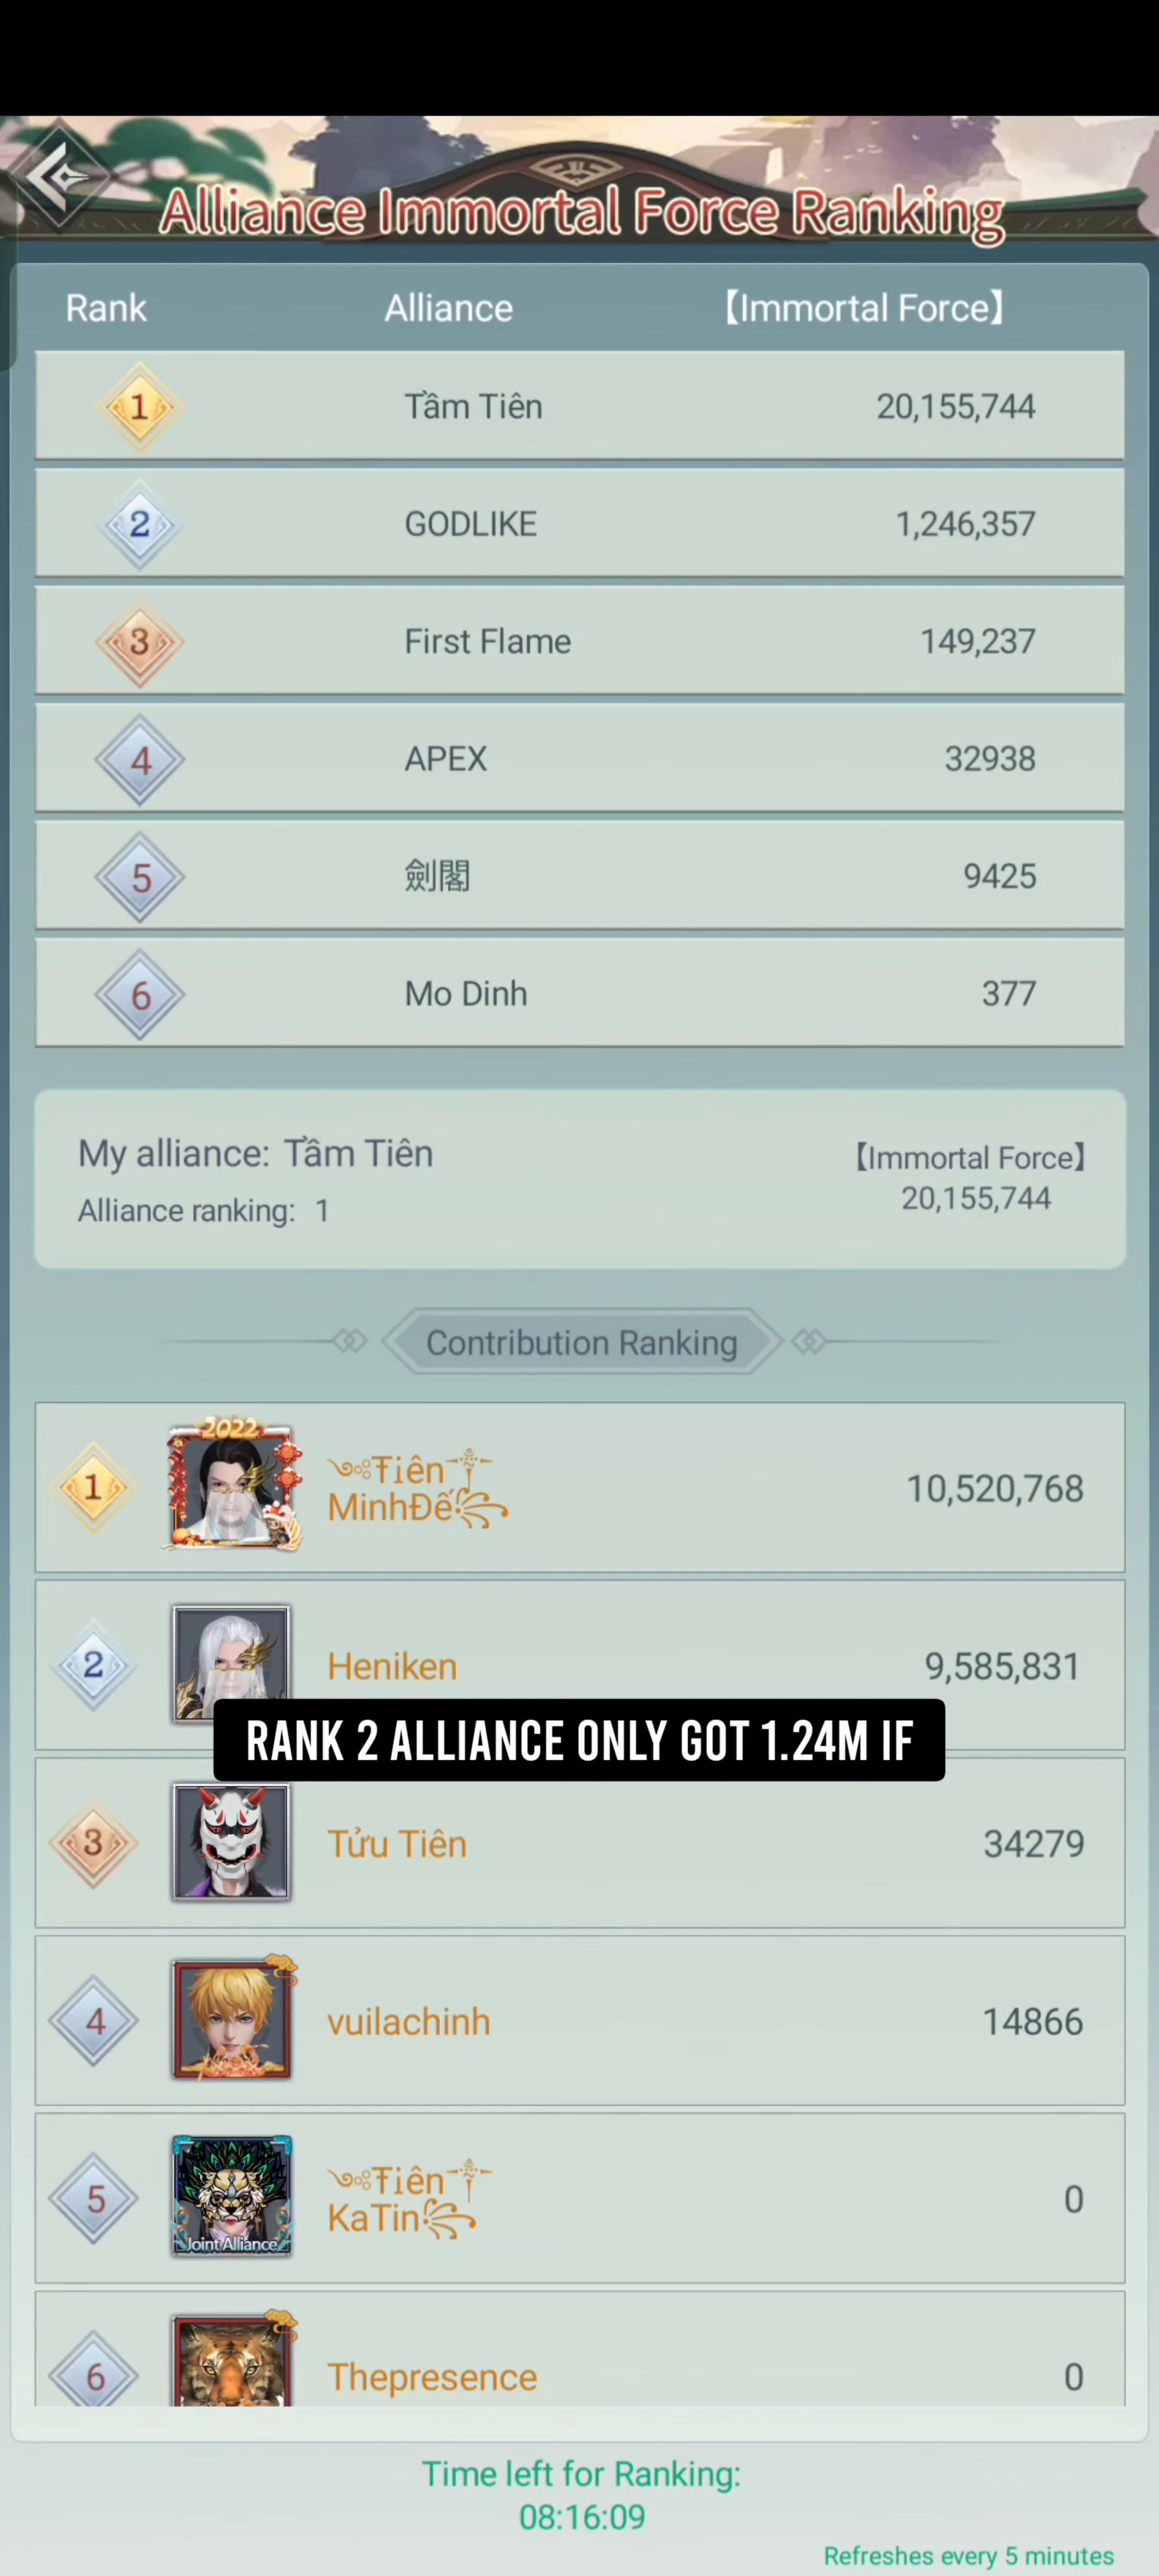 Alliance Immortal Force Ranking
Rank Alliance 【Immortal Force】
1 Tầm Tiên 20,155,744
2 GODLIKE 1,246,357
3 First Flame 149,237
4 APEX 32938
5 劍閣 9425
6 Mo Dinh 377
My alliance: Tầm Tiên
Alliance ranking: 1
【Immortal Force】
20,155,744
Contribution Ranking
2022
1 ༄༂Ŧiên༒
MinhĐế꧂ 10,520,768
2 Heniken 9,585,831
RANK 2 ALLIANCE ONLY GOT 1.24M IF
3 Tửu Tiên 34279
4 vuilachinh 14866
5 ༄༂Ŧiên༒
KaTin꧂ 0
Joint Alliance
6 Thepresence 0
Time left for Ranking:
08:16:09
Refreshes every 5 minutes